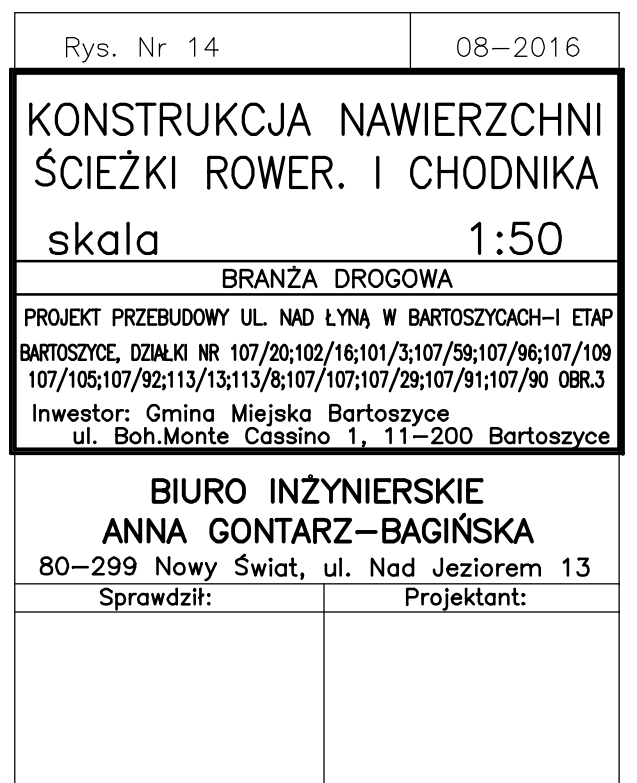 Rys. Nr 14 08-2016
KONSTRUKCJA NAWIERZCHNI
ŚCIEŻKI ROWER. I CHODNIKA
skala 1:50
BRANŻA DROGOWA
PROJEKT PRZEBUDOWY UL. NAD ŁYNĄ W BARTOSZYCACH-I ETAP
BARTOSZYCE, DZIAŁKI NR 107/20;102/16;101/3;107/59;107/96;107/109
107/105;107/92;113/13;113/8;107/107;107/29;107/91;107/90 OBR.3
Inwestor: Gmina Miejska Bartoszyce
ul. Boh.Monte Cassino 1, 11-200 Bartoszyce
BIURO INŻYNIERSKIE
ANNA GONTARZ-BAGIŃSKA
80-299 Nowy Świat, ul. Nad Jeziorem 13
Sprawdził: Projektant: